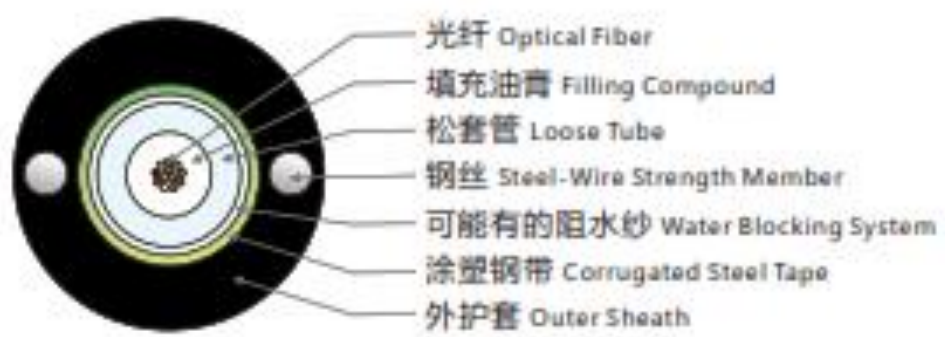 光纤 Optical Fiber
填充油膏 Filling Compound
松套管 Loose Tube
钢丝 Steel-Wire Strength Member
可能有的阻水纱 Water Blocking System
涂塑钢带 Corrugated Steel Tape
外护套 Outer Sheath